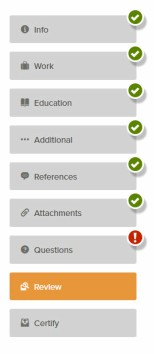 Info
Work
Education
Additional
References
Attachments
Questions
Review
Certify